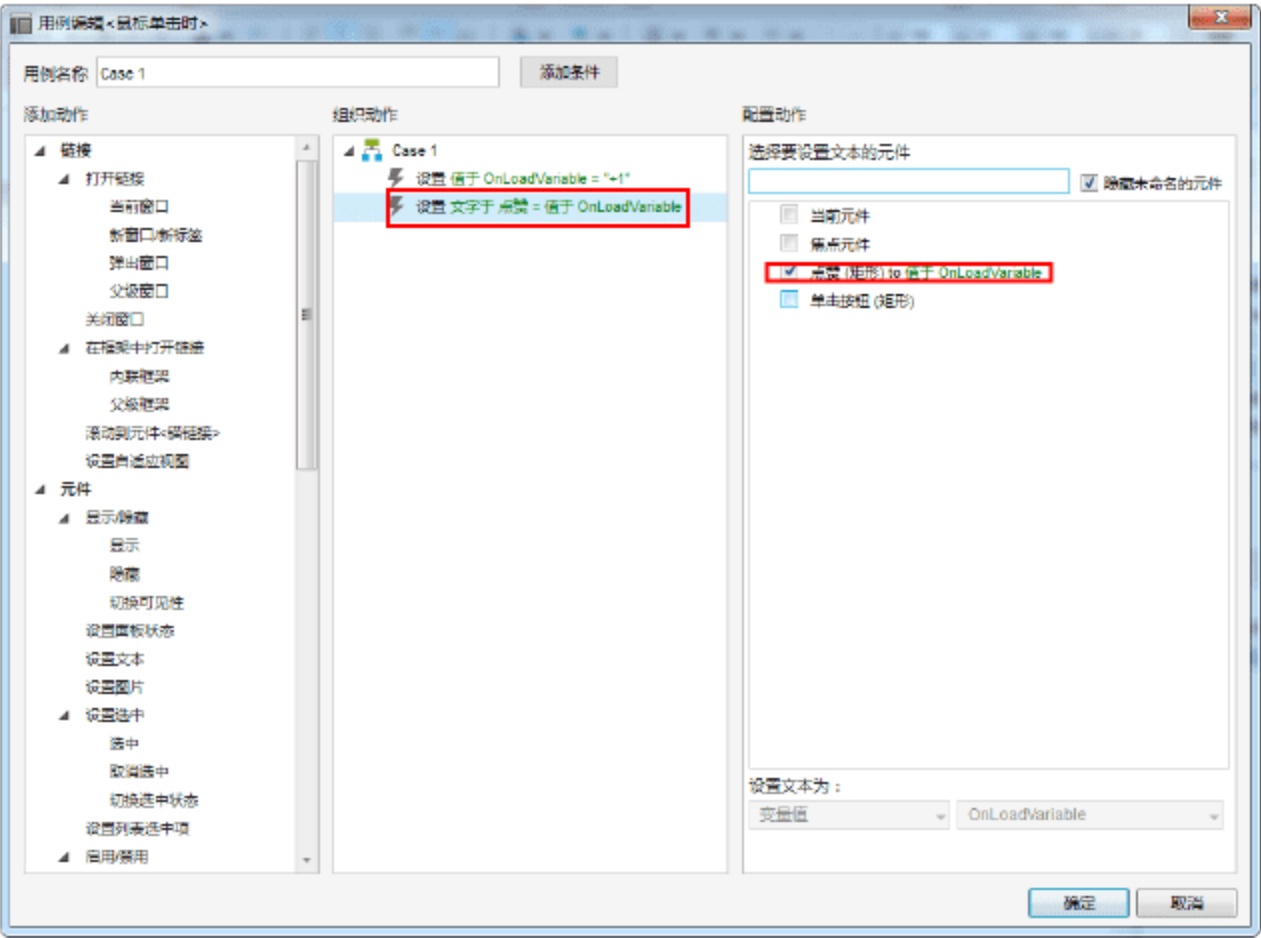 用例编辑<鼠标单击时>
用例名称 Case 1 添加条件
添加动作
链接
打开链接
当前窗口
新窗口/新标签
弹出窗口
父级窗口
关闭窗口
在框架中打开链接
内联框架
父级框架
滚动到元件<锚链接>
设置自适应视图
元件
显示/隐藏
显示
隐藏
切换可见性
设置面板状态
设置文本
设置图片
设置选中
选中
取消选中
切换选中状态
设置列表选中项
启用/禁用
组织动作
Case 1
设置 值于 OnLoadVariable = "+1"
设置 文字于 点赞 = 值于 OnLoadVariable
配置动作
选择要设置文本的元件
隐藏未命名的元件
当前元件
焦点元件
点赞 (矩形) to 值于 OnLoadVariable
单击按钮 (矩形)
设置文本为：
变量值 OnLoadVariable
确定 取消